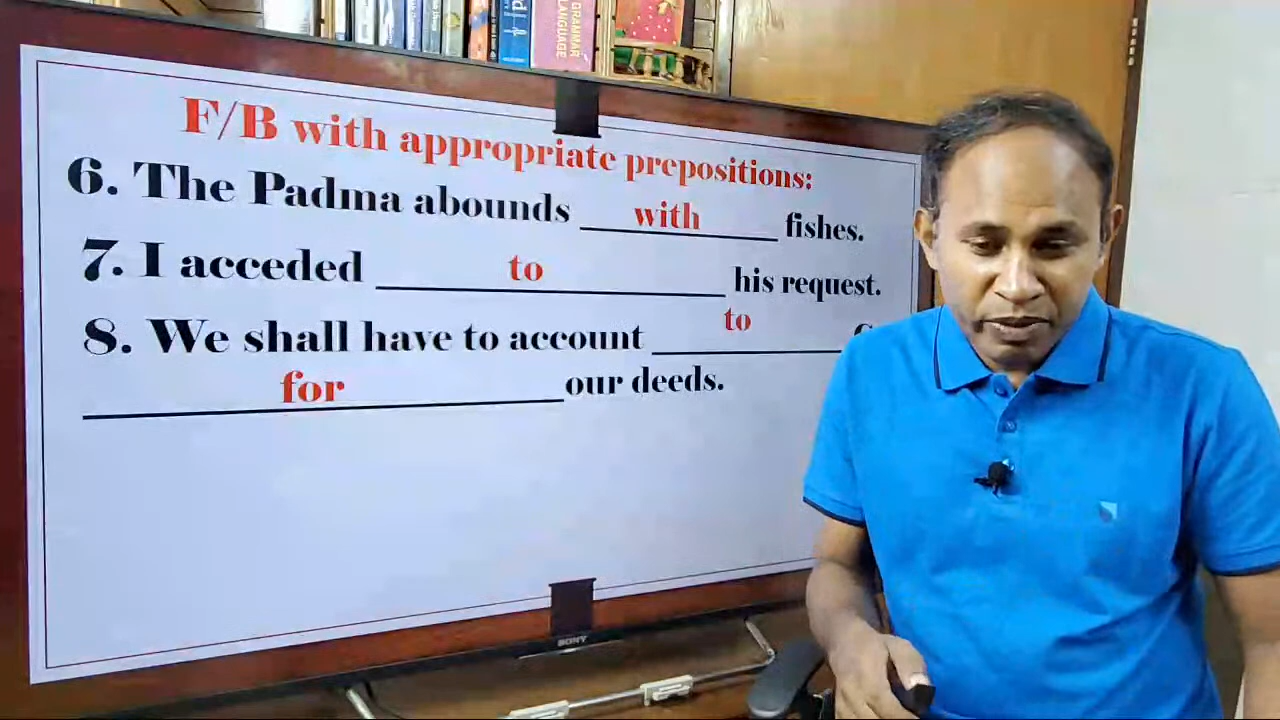 GRAMMAR
LANGUAGE
F/B with appropriate prepositions:
6. The Padma abounds with fishes.
7. I acceded to his request.
8. We shall have to account to
for our deeds.
SONY